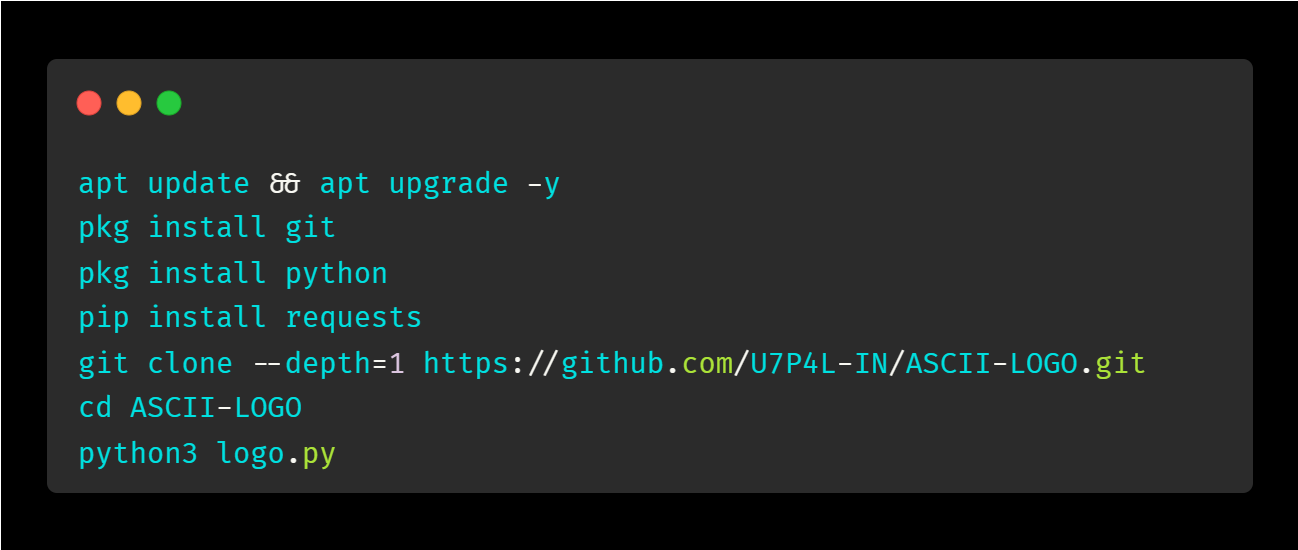 apt update && apt upgrade -y
pkg install git
pkg install python
pip install requests
git clone --depth=1 https://github.com/U7P4L-IN/ASCII-LOGO.git
cd ASCII-LOGO
python3 logo.py